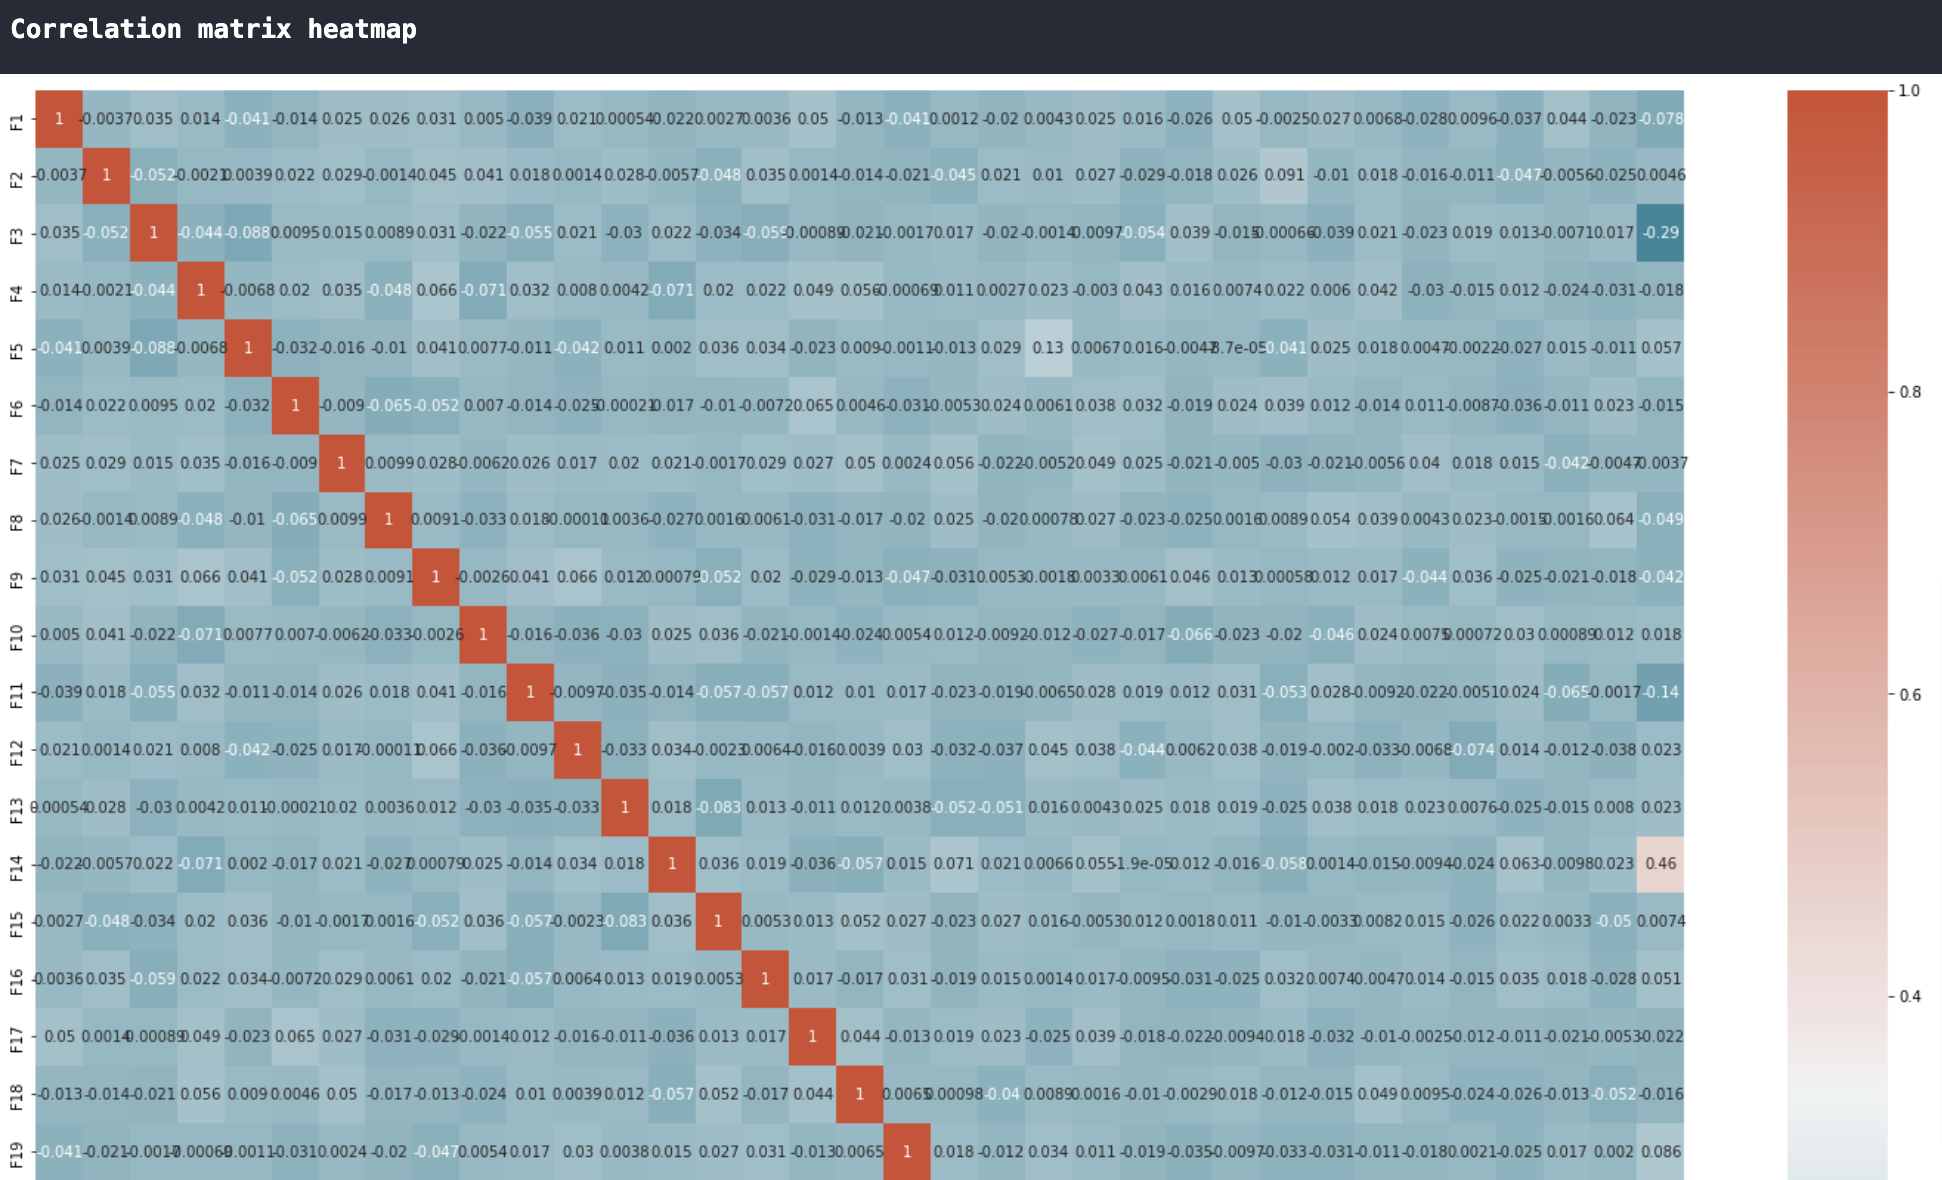 Correlation matrix heatmap
F1 1 -0.0037 0.035 0.014 -0.041 -0.014 0.025 0.026 0.031 0.005 -0.039 0.021 0.00054 -0.022 0.0027 0.0036 0.05 -0.013 -0.041 0.0012 -0.02 0.0043 0.025 0.016 -0.026 0.05 -0.0025 0.027 0.0068 -0.028 0.0096 -0.037 0.044 -0.023 -0.078 1.0
F2 -0.0037 1 -0.052 -0.0021 0.0039 0.022 0.029 -0.0014 0.045 0.041 0.018 0.0014 0.028 -0.0057 -0.048 0.035 0.0014 -0.014 -0.021 -0.045 0.021 0.01 0.027 -0.029 -0.018 0.026 0.091 -0.01 0.018 -0.016 -0.011 -0.047 -0.0056 -0.025 0.0046
F3 0.035 -0.052 1 -0.044 -0.088 0.0095 0.015 0.0089 0.031 -0.022 -0.055 0.021 -0.03 0.022 -0.034 -0.059 -0.00089 -0.021 -0.0017 0.017 -0.02 -0.0014 0.0097 -0.054 0.039 -0.015 0.00066 -0.039 0.021 -0.023 0.019 0.013 -0.0071 0.017 -0.29
F4 0.014 -0.0021 -0.044 1 -0.0068 0.02 0.035 -0.048 0.066 -0.071 0.032 0.008 0.0042 -0.071 0.02 0.022 0.049 0.056 -0.00069 0.011 0.0027 0.023 -0.003 0.043 0.016 0.0074 0.022 0.006 0.042 -0.03 -0.015 0.012 -0.024 -0.031 -0.018
F5 -0.041 0.0039 -0.088 -0.0068 1 -0.032 -0.016 -0.01 0.041 0.0077 -0.011 -0.042 0.011 0.002 0.036 0.034 -0.023 0.009 -0.0011 -0.013 0.029 0.13 0.0067 0.016 -0.0043 -8.7e-05 -0.041 0.025 0.018 0.0047 -0.0022 -0.027 0.015 -0.011 0.057
F6 -0.014 0.022 0.0095 0.02 -0.032 1 -0.009 -0.065 -0.052 0.007 -0.014 -0.025 -0.00021 -0.017 -0.01 -0.0072 0.065 0.0046 -0.031 -0.0053 0.024 0.0061 0.038 0.032 -0.019 0.024 0.039 0.012 -0.014 0.011 -0.0087 -0.036 -0.011 0.023 -0.015 0.8
F7 0.025 0.029 0.015 0.035 -0.016 -0.009 1 0.0099 0.028 -0.0062 0.026 0.017 0.02 0.021 -0.0017 0.029 0.027 0.05 0.0024 0.056 -0.022 -0.0052 0.049 0.025 -0.021 -0.005 -0.03 -0.021 -0.0056 0.04 0.018 0.015 -0.042 -0.0047 0.0037
F8 0.026 -0.0014 0.0089 -0.048 -0.01 -0.065 0.0099 1 0.0091 -0.033 0.018 -0.00011 0.0036 -0.027 0.0016 0.0061 -0.031 -0.017 -0.02 0.025 -0.02 0.00078 0.027 -0.023 -0.025 0.0016 0.0089 0.054 0.039 0.0043 0.023 -0.0015 0.0016 0.064 -0.049
F9 0.031 0.045 0.031 0.066 0.041 -0.052 0.028 0.0091 1 -0.0026 0.041 0.066 0.012 0.00079 -0.052 0.02 -0.029 -0.013 -0.047 -0.031 0.0053 -0.0018 0.0033 0.0061 0.046 0.013 0.00058 0.012 0.017 -0.044 0.036 -0.025 -0.021 -0.018 -0.042
F10 0.005 0.041 -0.022 -0.071 0.0077 0.007 -0.0062 -0.033 -0.0026 1 -0.016 -0.036 -0.03 0.025 0.036 -0.021 -0.0014 -0.024 0.0054 0.012 -0.0092 -0.012 -0.027 -0.017 -0.066 -0.023 -0.02 -0.046 0.024 0.0075 0.00072 0.03 0.00089 0.012 0.018
F11 -0.039 0.018 -0.055 0.032 -0.011 -0.014 0.026 0.018 0.041 -0.016 1 -0.0097 -0.035 -0.014 -0.057 -0.057 0.012 0.01 0.017 -0.023 -0.019 -0.0065 0.028 0.019 0.012 0.031 -0.053 0.028 -0.0092 -0.022 -0.0051 0.024 -0.065 -0.0017 -0.14 0.6
F12 0.021 0.0014 0.021 0.008 -0.042 -0.025 0.017 -0.00011 0.066 -0.036 -0.0097 1 -0.033 0.034 -0.0023 0.0064 -0.016 0.0039 0.03 -0.032 -0.037 0.045 0.038 -0.044 0.0062 0.038 -0.019 -0.002 -0.033 -0.0068 -0.074 0.014 -0.012 -0.038 0.023
F13 0.00054 0.028 -0.03 0.0042 0.011 -0.00021 0.02 0.0036 0.012 -0.03 -0.035 -0.033 1 0.018 -0.083 0.013 -0.011 0.012 0.0038 -0.052 -0.051 0.016 0.0043 0.025 0.018 0.019 -0.025 0.038 0.018 0.023 0.0076 -0.025 -0.015 0.008 0.023
F14 -0.022 -0.0057 0.022 -0.071 0.002 -0.017 0.021 -0.027 0.00079 0.025 -0.014 0.034 0.018 1 0.036 0.019 -0.036 -0.057 0.015 0.071 0.021 0.0066 0.055 -1.9e-05 0.012 -0.016 -0.058 0.0014 -0.015 -0.0094 -0.024 0.063 -0.0098 0.023 0.46
F15 0.0027 -0.048 -0.034 0.02 0.036 -0.01 -0.0017 0.0016 -0.052 0.036 -0.057 -0.0023 -0.083 0.036 1 0.0053 0.013 0.052 0.027 -0.023 0.027 0.016 -0.0053 0.012 0.0018 0.011 -0.01 -0.0033 0.0082 0.015 -0.026 0.022 0.0033 -0.05 0.0074
F16 0.0036 0.035 -0.059 0.022 0.034 -0.0072 0.029 0.0061 0.02 -0.021 -0.057 0.0064 0.013 0.019 0.0053 1 0.017 -0.017 0.031 -0.019 0.015 0.0014 0.017 -0.0095 -0.031 -0.025 0.032 0.0074 -0.0047 0.014 -0.015 0.035 0.018 -0.028 0.051 0.4
F17 0.05 0.0014 -0.00089 0.049 -0.023 0.065 0.027 -0.031 -0.029 -0.0014 0.012 -0.016 -0.011 -0.036 0.013 0.017 1 0.044 -0.013 0.019 0.023 -0.025 0.039 -0.018 -0.022 -0.0094 0.018 -0.032 -0.01 -0.0025 -0.012 -0.011 -0.021 -0.0053 -0.022
F18 -0.013 -0.014 -0.021 0.056 0.009 0.0046 0.05 -0.017 -0.013 -0.024 0.01 0.0039 0.012 -0.057 0.052 -0.017 0.044 1 0.0065 0.00098 -0.04 0.0089 0.0016 -0.01 -0.0029 0.018 -0.012 -0.015 0.049 0.0095 -0.024 -0.026 -0.013 -0.052 -0.016
F19 -0.041 -0.021 -0.0017 -0.00069 -0.0011 -0.031 0.0024 -0.02 -0.047 0.0054 0.017 0.03 0.0038 0.015 0.027 0.031 -0.013 0.0065 1 0.018 -0.012 0.034 0.011 -0.019 -0.035 -0.0097 -0.033 -0.031 -0.011 -0.018 0.0021 -0.025 0.017 0.002 0.086